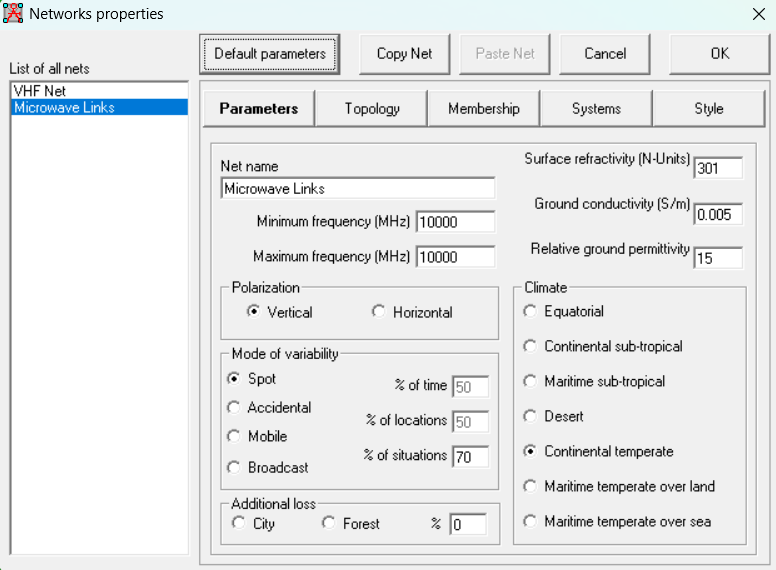 Networks properties
List of all nets
VHF Net
Microwave Links
Default parameters
Copy Net
Paste Net
Cancel
OK
Parameters
Topology
Membership
Systems
Style
Net name
Microwave Links
Minimum frequency (MHz) 10000
Maximum frequency (MHz) 10000
Surface refractivity (N-Units) 301
Ground conductivity (S/m) 0.005
Relative ground permittivity 15
Polarization
Vertical
Horizontal
Mode of variability
Spot
Accidental
Mobile
Broadcast
% of time 50
% of locations 50
% of situations 70
Additional loss
City
Forest
% 0
Climate
Equatorial
Continental sub-tropical
Maritime sub-tropical
Desert
Continental temperate
Maritime temperate over land
Maritime temperate over sea